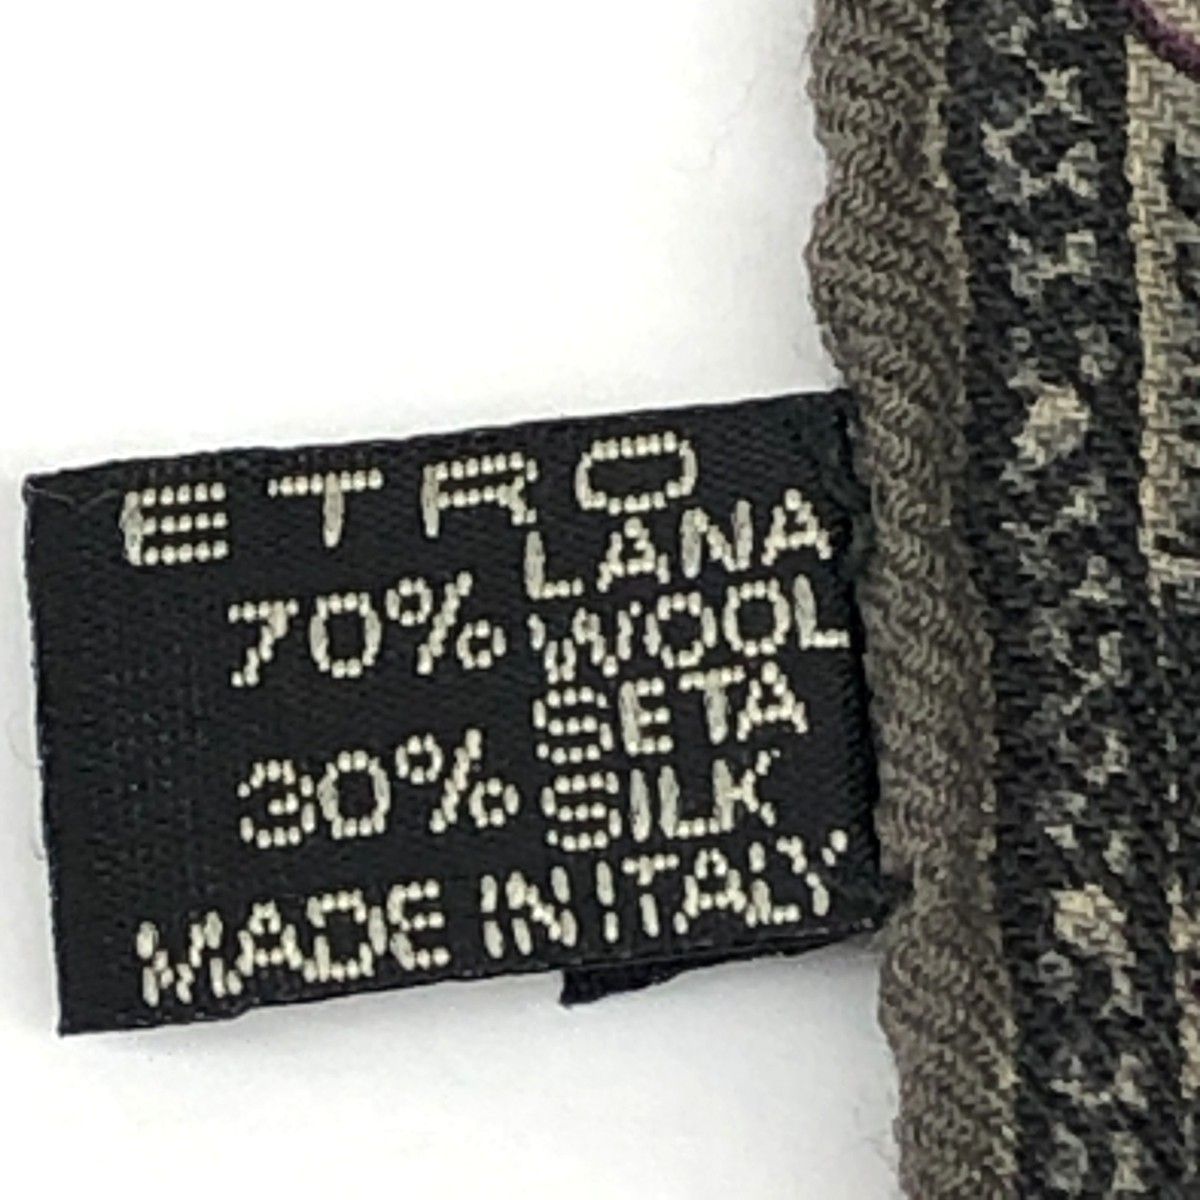 ETRO
LANA
70% WOOL
SETA
30% SILK
MADE IN ITALY